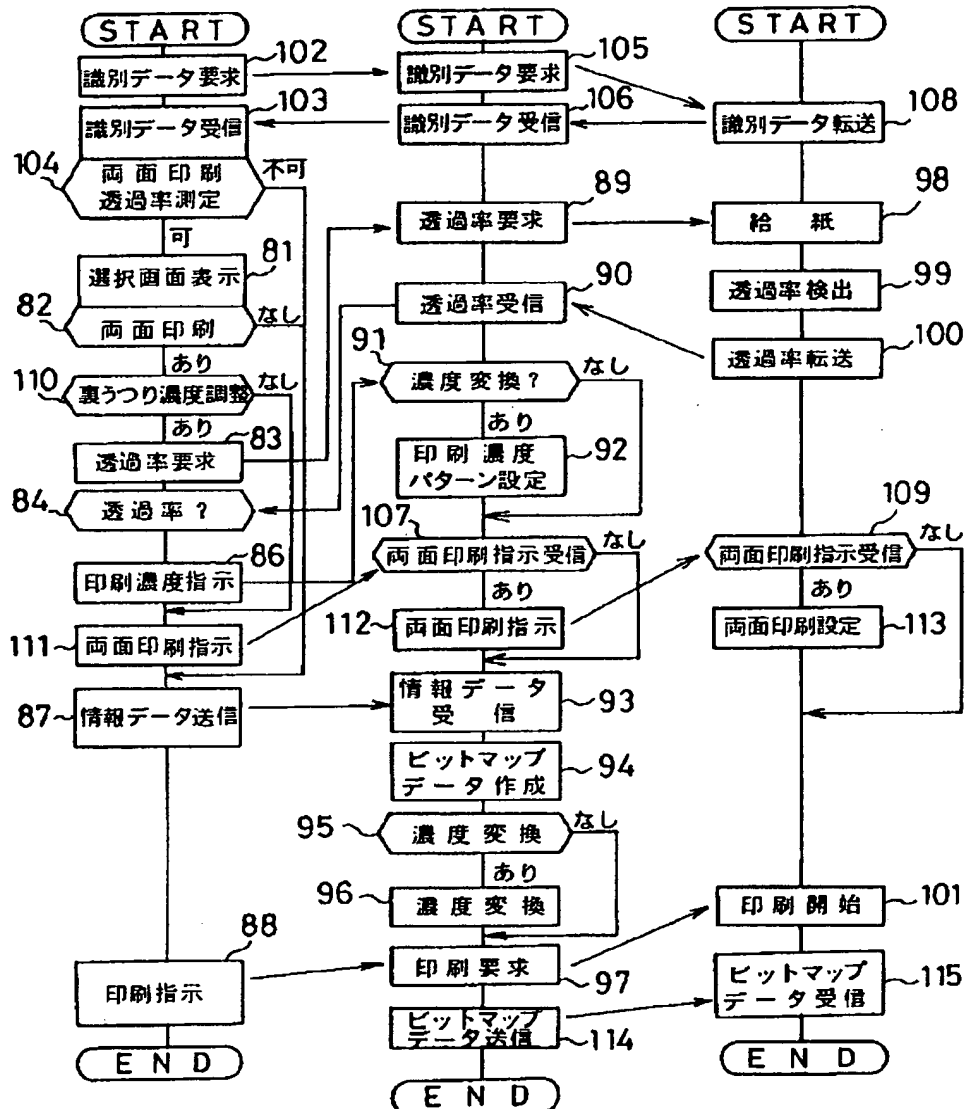 START
102
識別データ要求
103
識別データ受信
104
両面印刷
透過率測定
不可
可
81
選択画面表示
82
両面印刷
なし
あり
110
裏うつり濃度調整
なし
あり
83
透過率要求
84
透過率?
86
印刷濃度指示
111
両面印刷指示
87
情報データ送信
88
印刷指示
END
START
105
識別データ要求
106
識別データ受信
89
透過率要求
90
透過率受信
91
濃度変換?
なし
あり
印刷濃度
パターン設定
92
107
両面印刷指示受信
なし
あり
112
両面印刷指示
情報データ
受信
93
ビットマップ
データ作成
94
95
濃度変換
なし
あり
96
濃度変換
印刷要求
97
ビットマップ
データ送信
114
END
START
識別データ転送
108
98
給紙
透過率検出
99
透過率転送
100
109
両面印刷指示受信
なし
あり
両面印刷設定
113
印刷開始
101
ビットマップ
データ受信
115
END